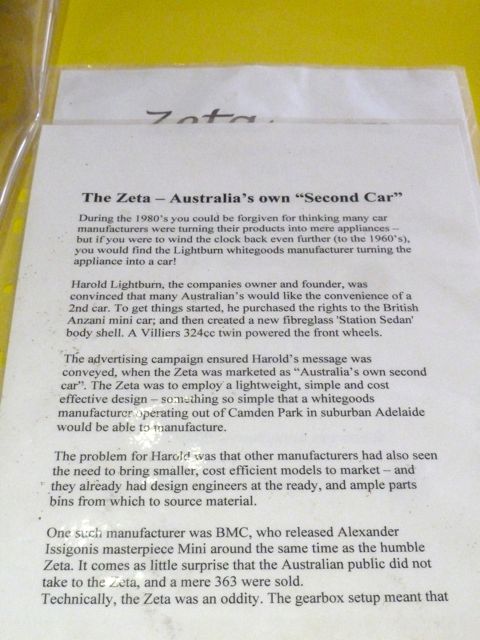 Zeta
The Zeta – Australia's own "Second Car"
During the 1980's you could be forgiven for thinking many car
manufacturers were turning their products into mere appliances –
but if you were to wind the clock back even further (to the 1960's),
you would find the Lightburn whitegoods manufacturer turning the
appliance into a car!
Harold Lightburn, the companies owner and founder, was
convinced that many Australian's would like the convenience of a
2nd car. To get things started, he purchased the rights to the British
Anzani mini car; and then created a new fibreglass 'Station Sedan'
body shell. A Villiers 324cc twin powered the front wheels.
The advertising campaign ensured Harold's message was
conveyed, when the Zeta was marketed as "Australia's own second
car". The Zeta was to employ a lightweight, simple and cost
effective design – something so simple that a whitegoods
manufacturer operating out of Camden Park in suburban Adelaide
would be able to manufacture.
The problem for Harold was that other manufacturers had also seen
the need to bring smaller, cost efficient models to market – and
they already had design engineers at the ready, and ample parts
bins from which to source material.
One such manufacturer was BMC, who released Alexander
Issigonis masterpiece Mini around the same time as the humble
Zeta. It comes as little surprise that the Australian public did not
take to the Zeta, and a mere 363 were sold.
Technically, the Zeta was an oddity. The gearbox setup meant that